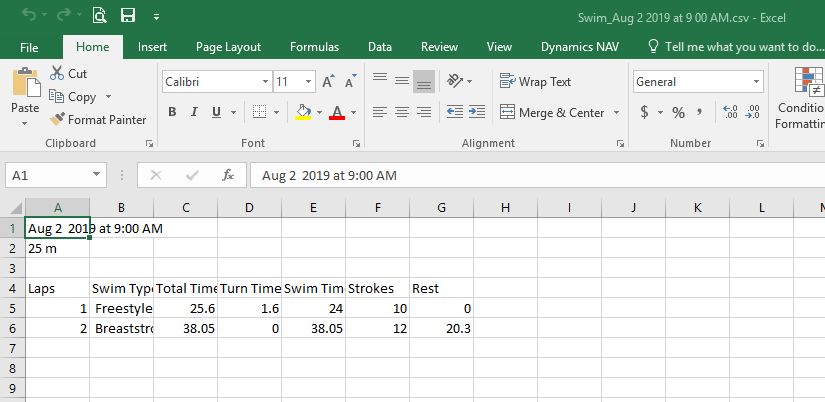 Swim_Aug 2 2019 at 9 00 AM.csv - Excel
File Home Insert Page Layout Formulas Data Review View Dynamics NAV Tell me what you want to do...
Cut
Copy
Format Painter
Paste
Calibri 11 A A
B I U A
Wrap Text
Merge & Center
General
$ % , .0 .00 .00 .0
Conditio
Formattin
Clipboard Font Alignment Number
A1 fx Aug 2 2019 at 9:00 AM
A B C D E F G H I J K L
1 Aug 2 2019 at 9:00 AM
2 25 m
3
4 Laps Swim Typ Total Time Turn Time Swim Tim Strokes Rest
5 1 Freestyle 25.6 1.6 24 10 0
6 2 Breaststro 38.05 0 38.05 12 20.3
7
8
9